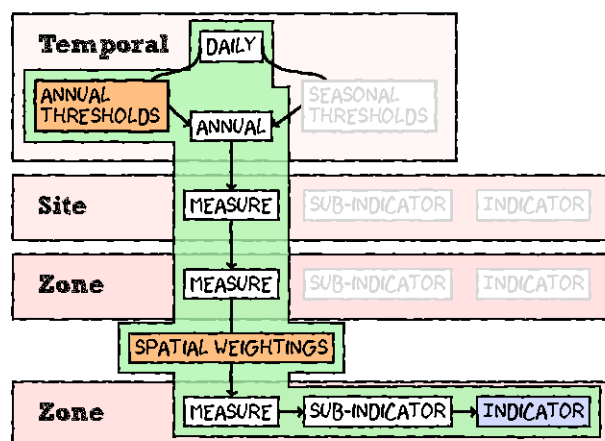 Temporal
DAILY
ANNUAL
THRESHOLDS
SEASONAL
THRESHOLDS
ANNUAL
Site
MEASURE
SUB-INDICATOR
INDICATOR
Zone
MEASURE
SUB-INDICATOR
INDICATOR
SPATIAL WEIGHTINGS
Zone
MEASURE
SUB-INDICATOR
INDICATOR